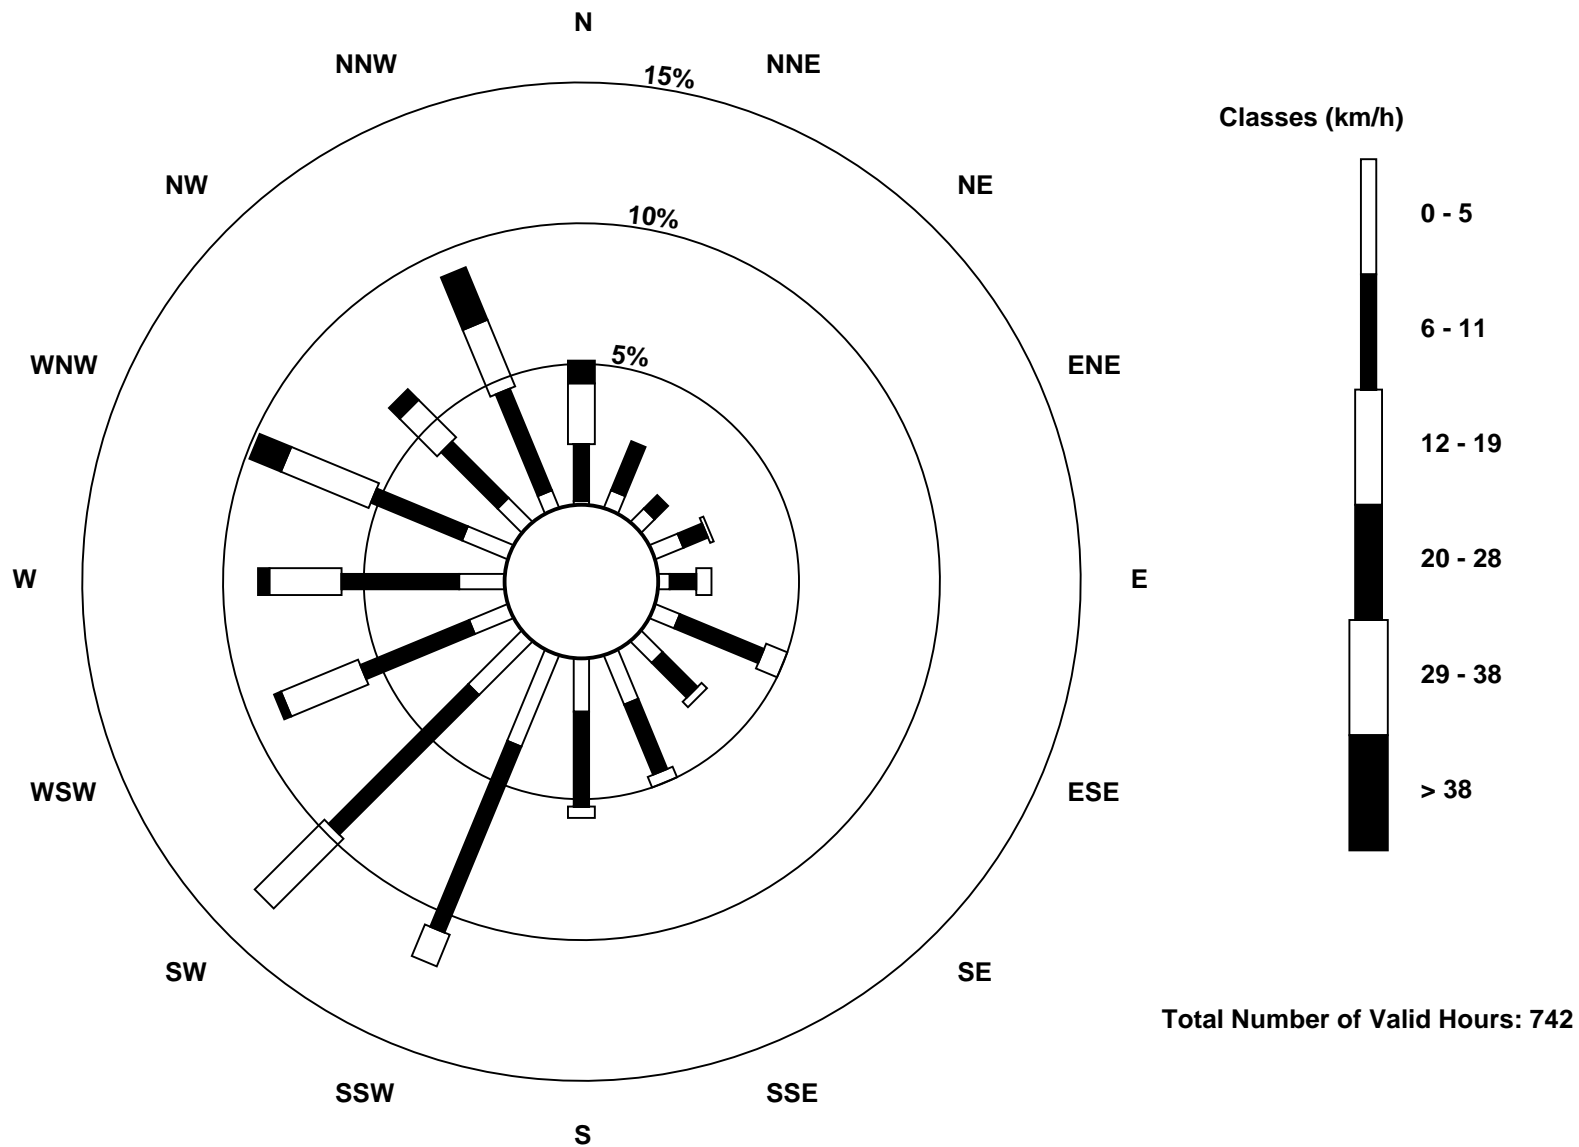 N
NNW
NNE
15%
Classes (km/h)
NW
NE
0 - 5
10%
6 - 11
5%
WNW
ENE
12 - 19
W
E
20 - 28
29 - 38
WSW
ESE
> 38
SW
SE
Total Number of Valid Hours: 742
SSW
SSE
S